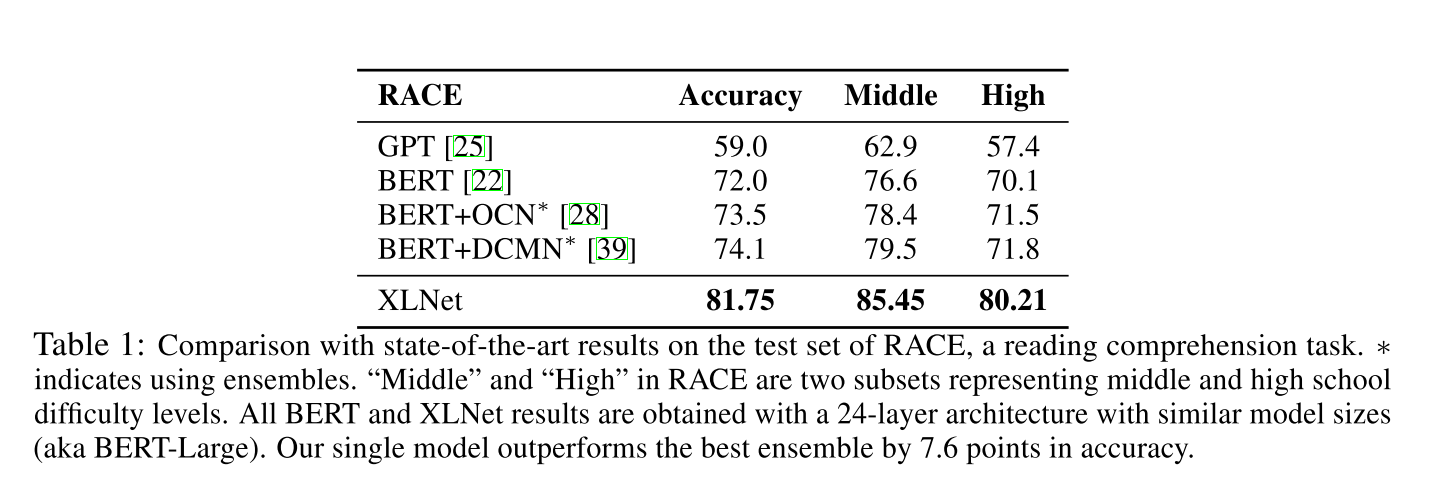 RACE Accuracy Middle High
GPT [25] 59.0 62.9 57.4
BERT [22] 72.0 76.6 70.1
BERT+OCN* [28] 73.5 78.4 71.5
BERT+DCMN* [39] 74.1 79.5 71.8
XLNet 81.75 85.45 80.21
Table 1: Comparison with state-of-the-art results on the test set of RACE, a reading comprehension task. *
indicates using ensembles. “Middle” and “High” in RACE are two subsets representing middle and high school
difficulty levels. All BERT and XLNet results are obtained with a 24-layer architecture with similar model sizes
(aka BERT-Large). Our single model outperforms the best ensemble by 7.6 points in accuracy.